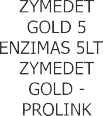 ZYMEDET
GOLD 5
ENZIMAS 5LT
ZYMEDET
GOLD -
PROLINK